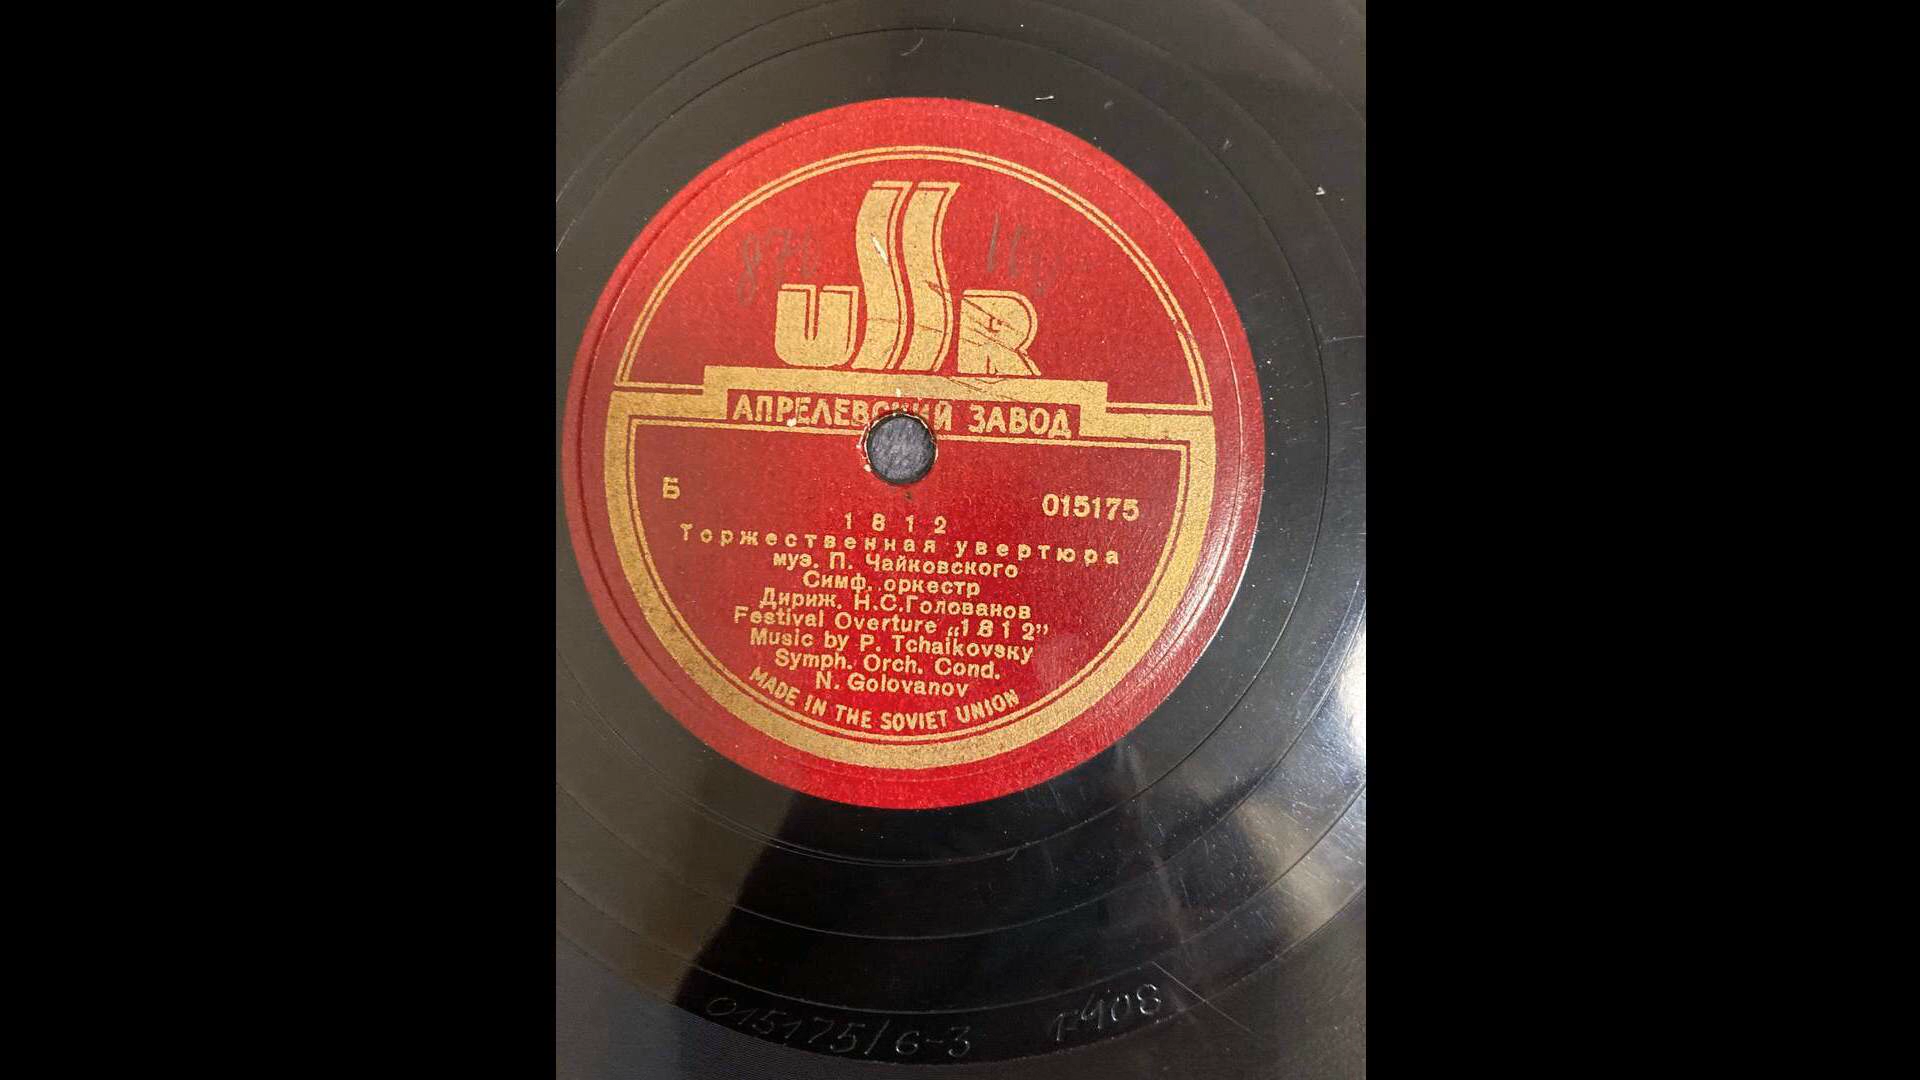 USSR
АПРЕЛЕВСКИЙ ЗАВОД
Б 015175
1812
Торжественная увертюра
муз. П. Чайковского
Симф. оркестр
Дириж. Н.С.Голованов
Festival Overture „1812”
Music by P. Tchaikovsky
Symph. Orch. Cond.
N. Golovanov
MADE IN THE SOVIET UNION
015175/6-3 F408